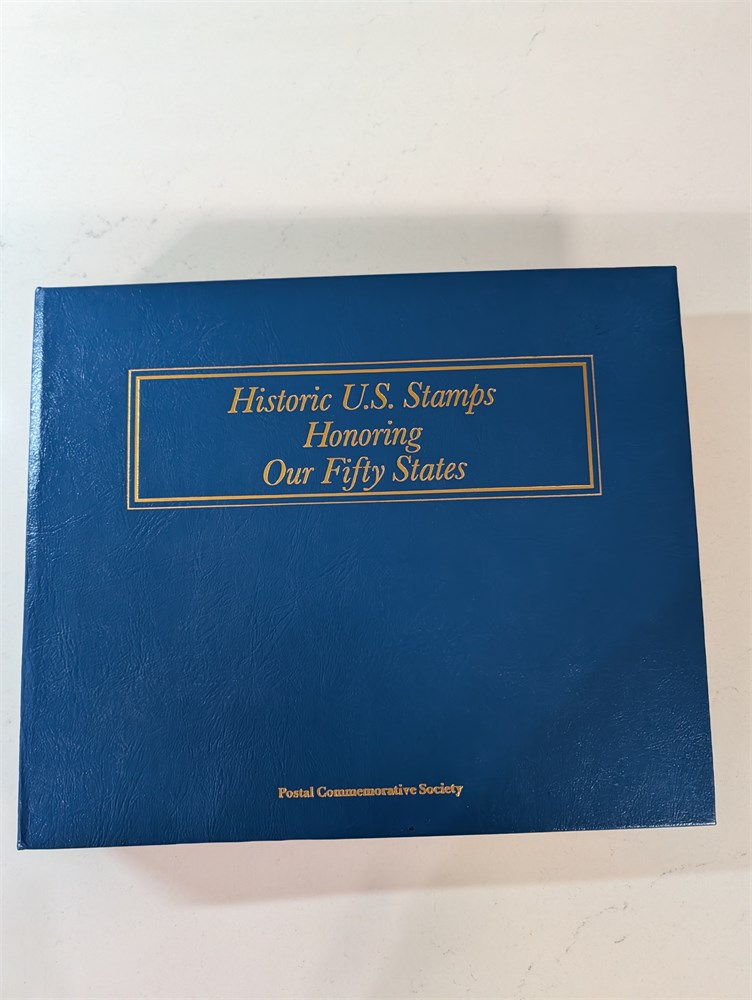 Historic U.S. Stamps
Honoring
Our Fifty States
Postal Commemorative Society